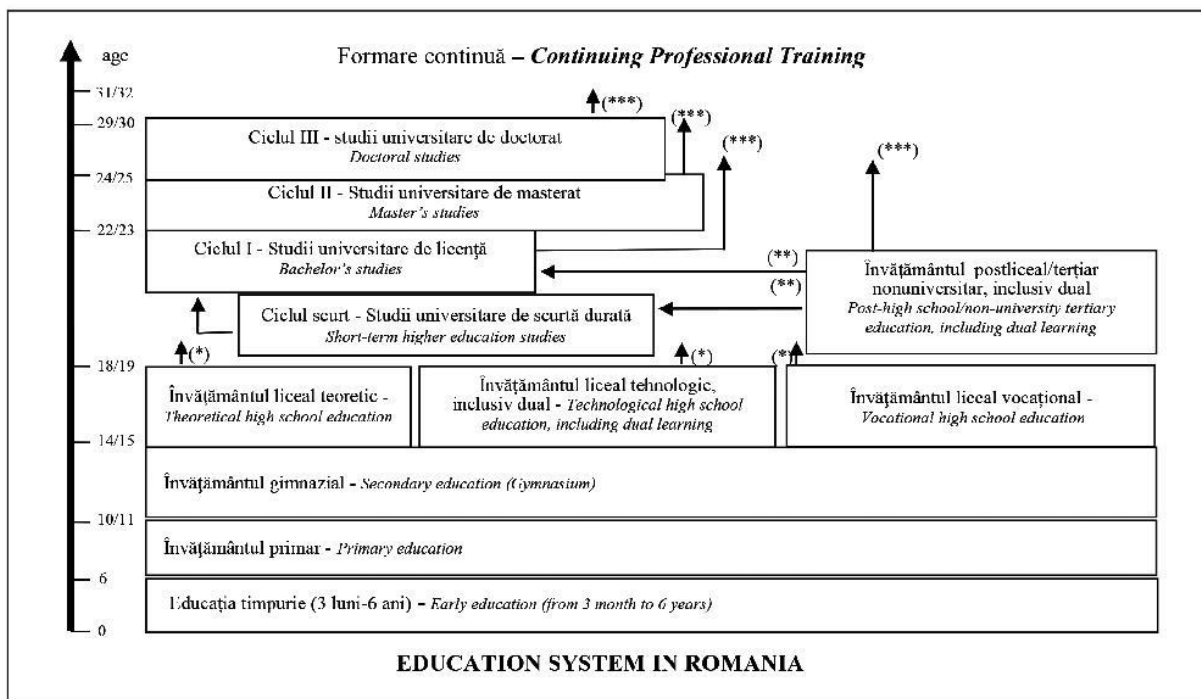 age
Formare continuă – Continuing Professional Training
31/32
(***)
29/30
(***)
Ciclul III - studii universitare de doctorat
(***)
(***)
Doctoral studies
24/25
Ciclul II - Studii universitare de masterat
Master's studies
22/23
Ciclul I - Studii universitare de licență
Bachelor's studies
(**)
(**)
Învățământul postliceal/terțiar
nonuniversitar, inclusiv dual
Post-high school/non-university tertiary
education, including dual learning
Ciclul scurt - Studii universitare de scurtă durată
Short-term higher education studies
(*)
(*)
(*)
18/19
Învățământul liceal teoretic -
Theoretical high school education
Învățământul liceal tehnologic,
inclusiv dual - Technological high school
education, including dual learning
Învățământul liceal vocațional -
Vocational high school education
14/15
Învățământul gimnazial - Secondary education (Gymnasium)
10/11
Învățământul primar - Primary education
6
Educația timpurie (3 luni-6 ani) – Early education (from 3 month to 6 years)
0
EDUCATION SYSTEM IN ROMANIA